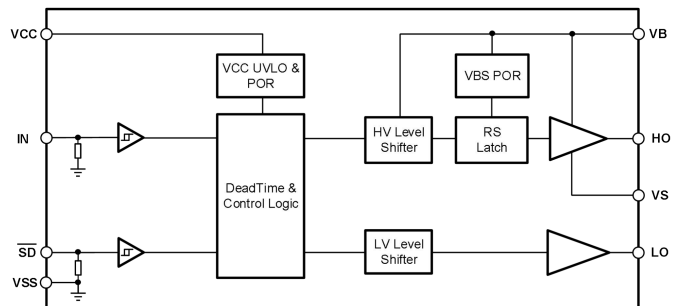 VCC
VB
VCC UVLO &
POR
VBS POR
IN
HV Level
Shifter
RS
Latch
HO
DeadTime &
Control Logic
VS
SD
LV Level
Shifter
LO
VSS